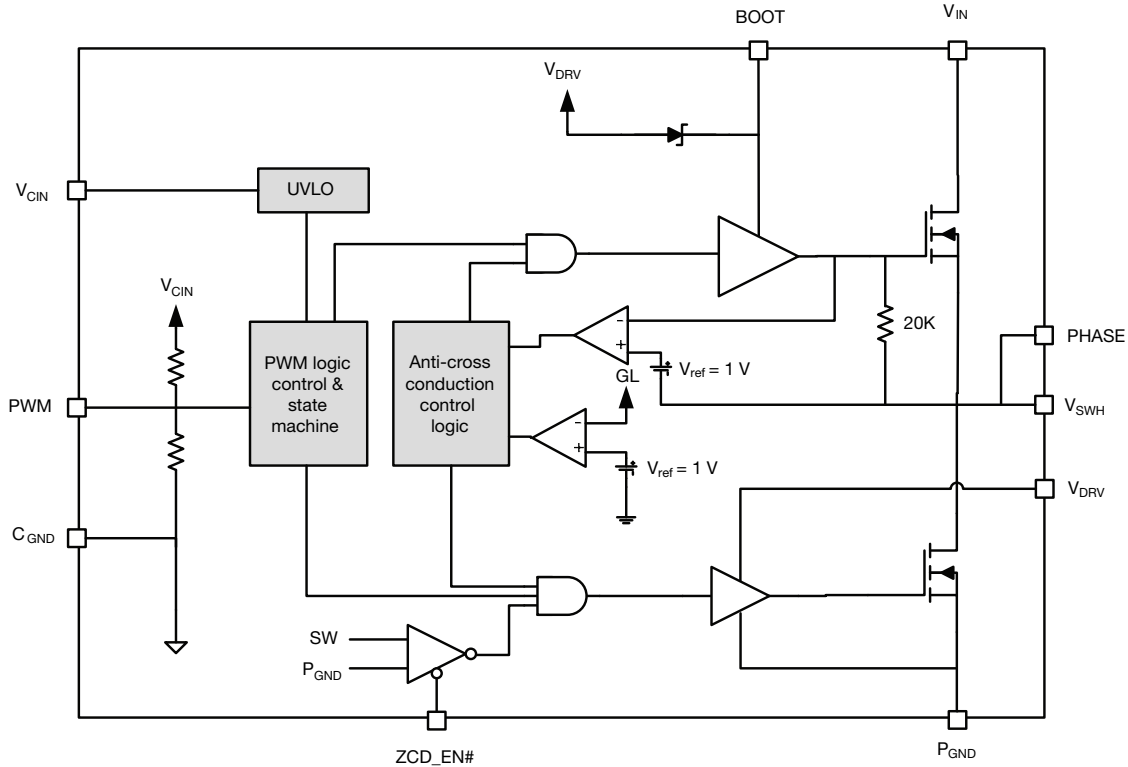 BOOT
VIN
VDRV
VCIN
UVLO
VCIN
20K
PHASE
PWM logic
control &
state
machine
Anti-cross
conduction
control
logic
-
+
Vref = 1 V
GL
PWM
VSWH
-
+
Vref = 1 V
VDRV
CGND
SW
PGND
ZCD_EN#
PGND